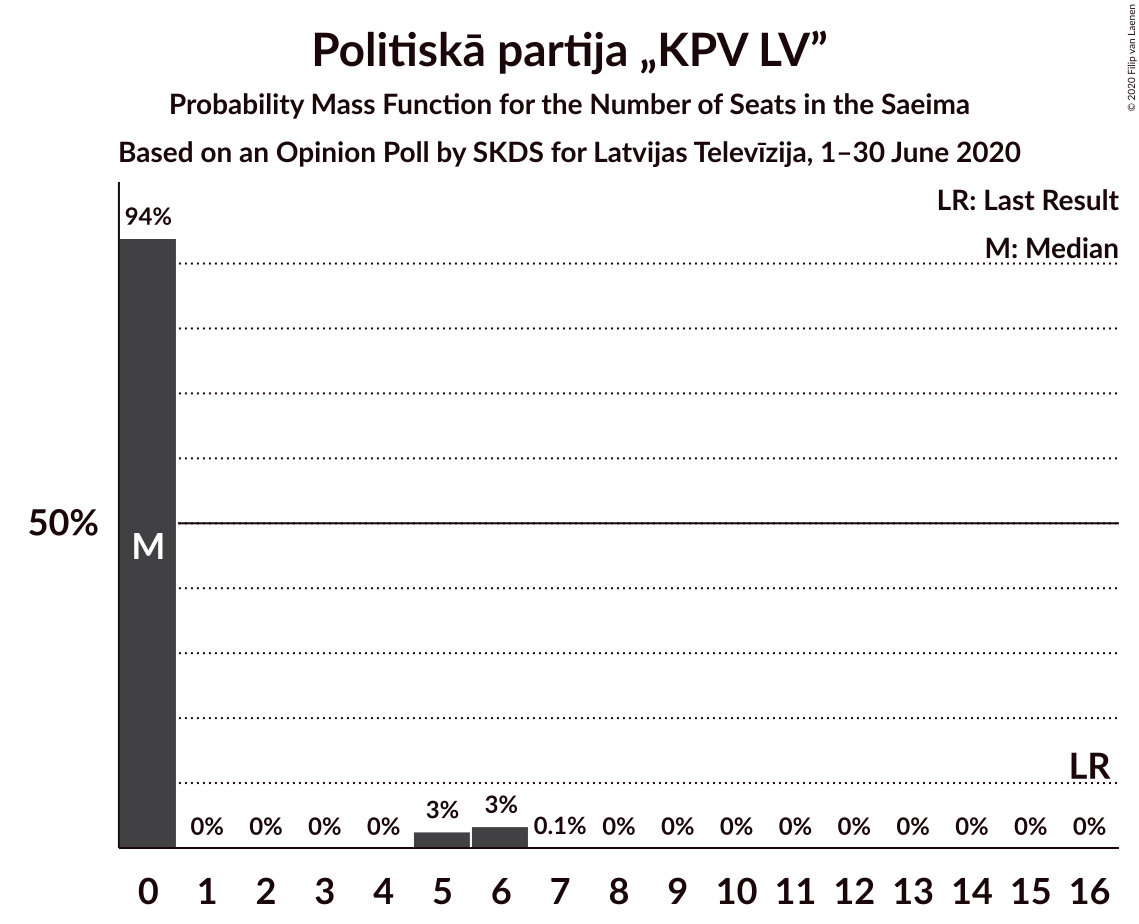 Politiskā partija „KPV LV”
Probability Mass Function for the Number of Seats in the Saeima
Based on an Opinion Poll by SKDS for Latvijas Televīzija, 1–30 June 2020
© 2020 Filip van Laenen
LR: Last Result
M: Median
94%
50%
M
LR
0% 0% 0% 0% 3% 3% 0.1% 0% 0% 0% 0% 0% 0% 0% 0% 0%
0 1 2 3 4 5 6 7 8 9 10 11 12 13 14 15 16